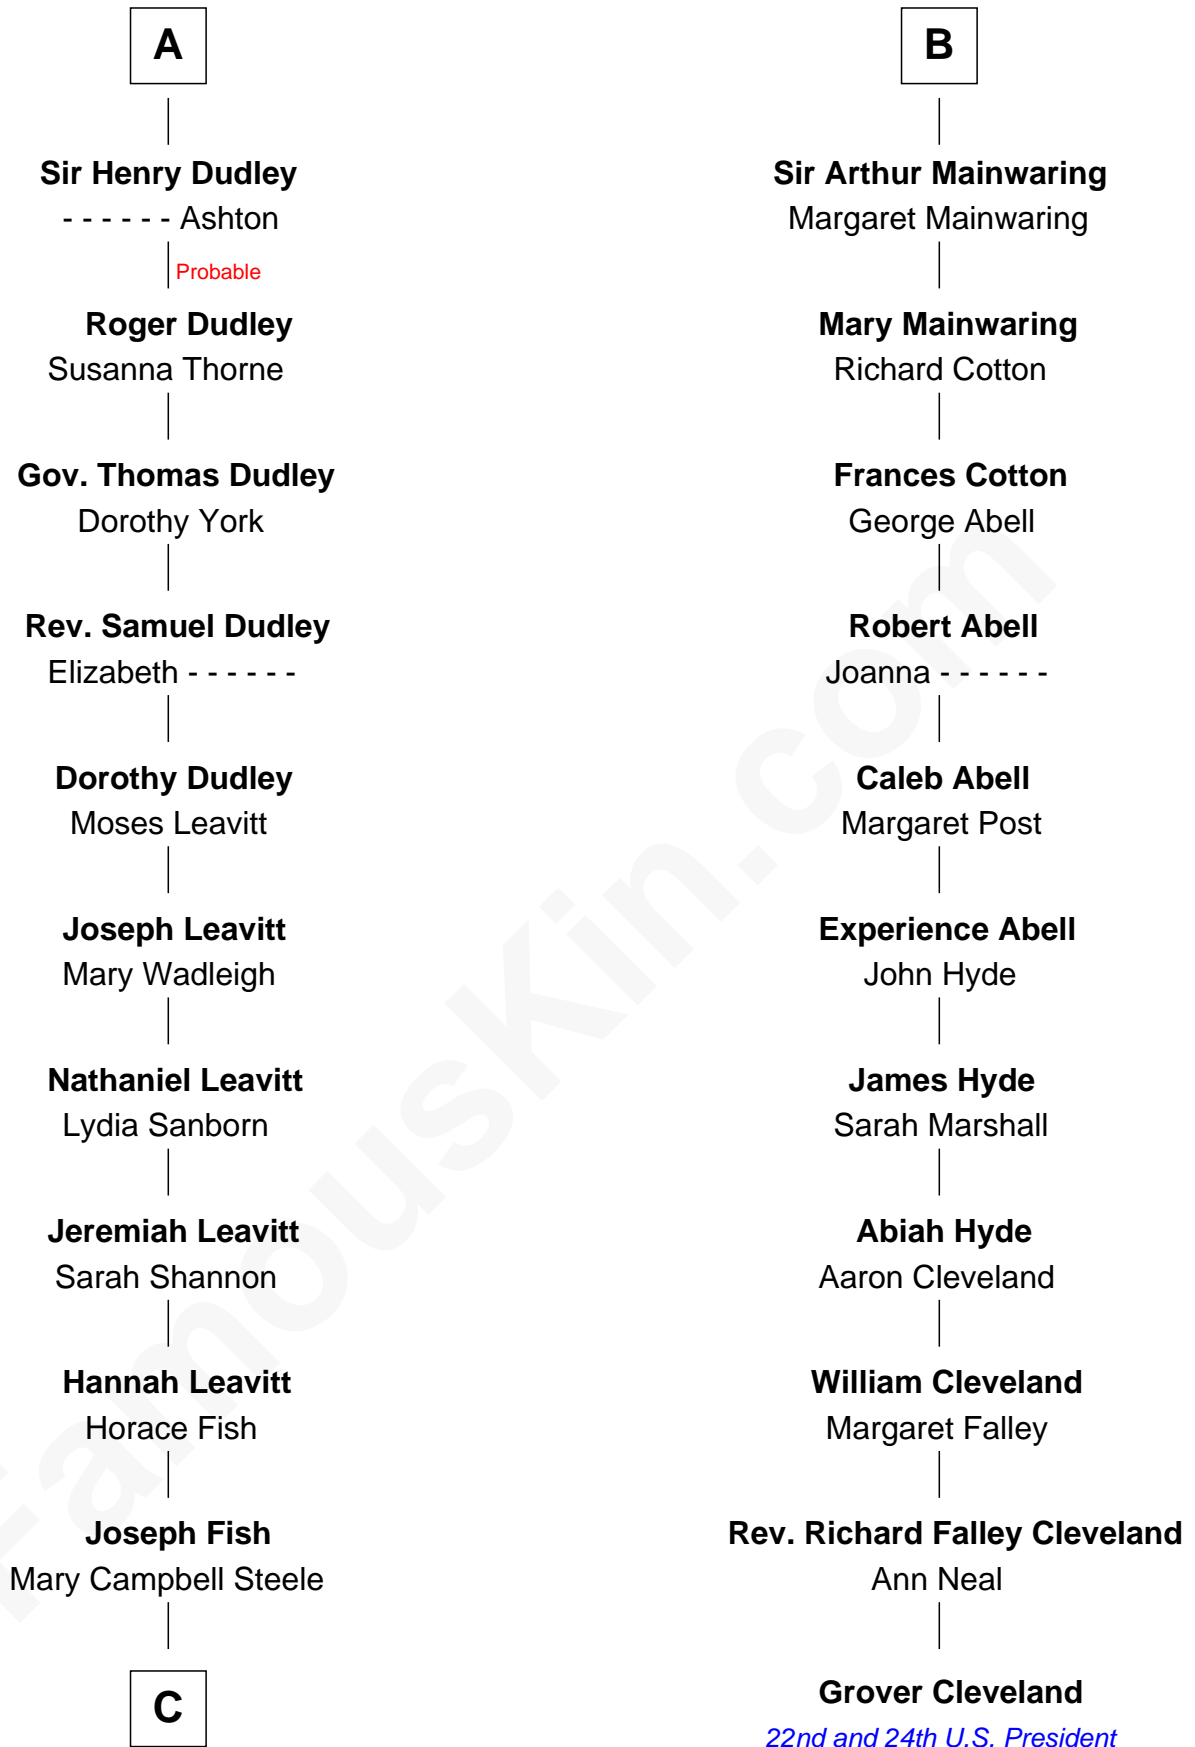 A
Sir Henry Dudley
- - - - - - Ashton
Probable
Roger Dudley
Susanna Thorne
Gov. Thomas Dudley
Dorothy York
Rev. Samuel Dudley
Elizabeth - - - - - -
Dorothy Dudley
Moses Leavitt
Joseph Leavitt
Mary Wadleigh
Nathaniel Leavitt
Lydia Sanborn
Jeremiah Leavitt
Sarah Shannon
Hannah Leavitt
Horace Fish
Joseph Fish
Mary Campbell Steele
C
B
Sir Arthur Mainwaring
Margaret Mainwaring
Mary Mainwaring
Richard Cotton
Frances Cotton
George Abell
Robert Abell
Joanna - - - - - -
Caleb Abell
Margaret Post
Experience Abell
John Hyde
James Hyde
Sarah Marshall
Abiah Hyde
Aaron Cleveland
William Cleveland
Margaret Falley
Rev. Richard Falley Cleveland
Ann Neal
Grover Cleveland
22nd and 24th U.S. President
FamousKin.com